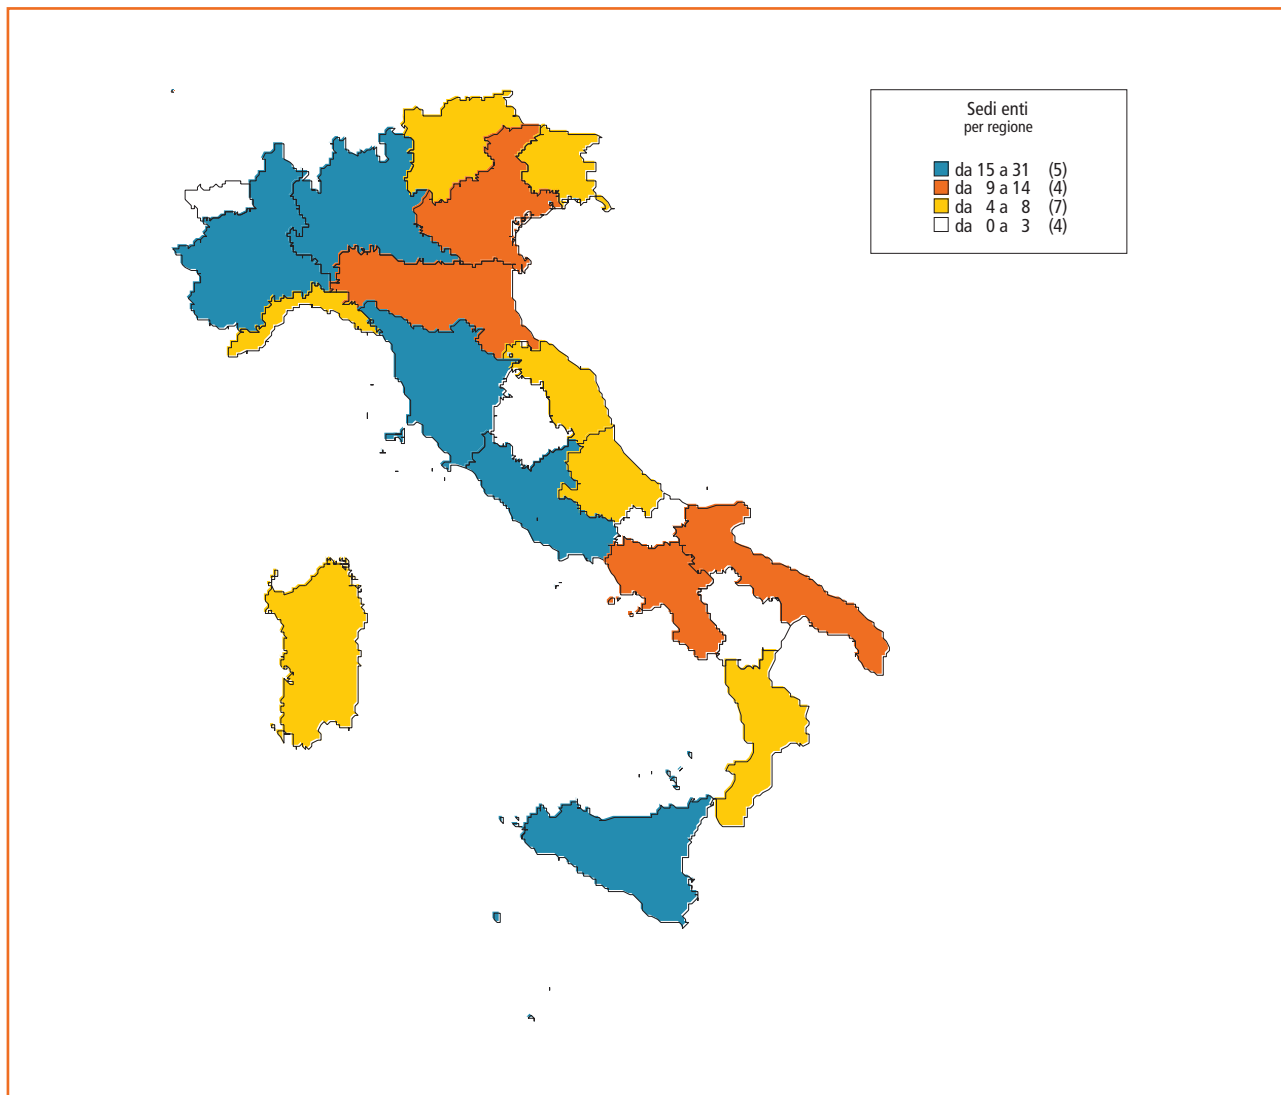 Sedi enti
per regione
da 15 a 31 (5)
da 9 a 14 (4)
da 4 a 8 (7)
da 0 a 3 (4)